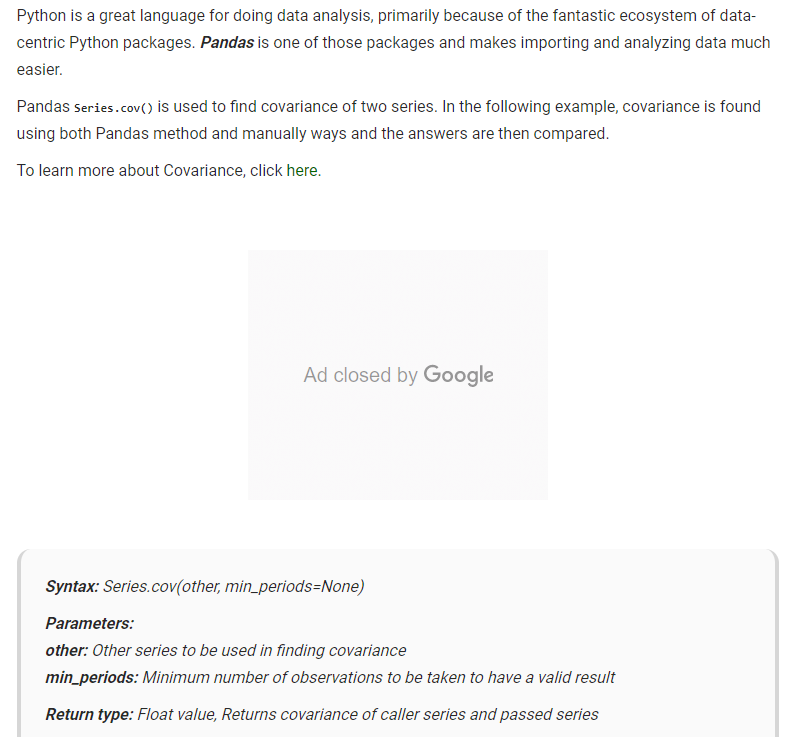 Python is a great language for doing data analysis, primarily because of the fantastic ecosystem of data-
centric Python packages. Pandas is one of those packages and makes importing and analyzing data much
easier.
Pandas Series.cov() is used to find covariance of two series. In the following example, covariance is found
using both Pandas method and manually ways and the answers are then compared.
To learn more about Covariance, click here.
Ad closed by Google
Syntax: Series.cov(other, min_periods=None)
Parameters:
other: Other series to be used in finding covariance
min_periods: Minimum number of observations to be taken to have a valid result
Return type: Float value, Returns covariance of caller series and passed series